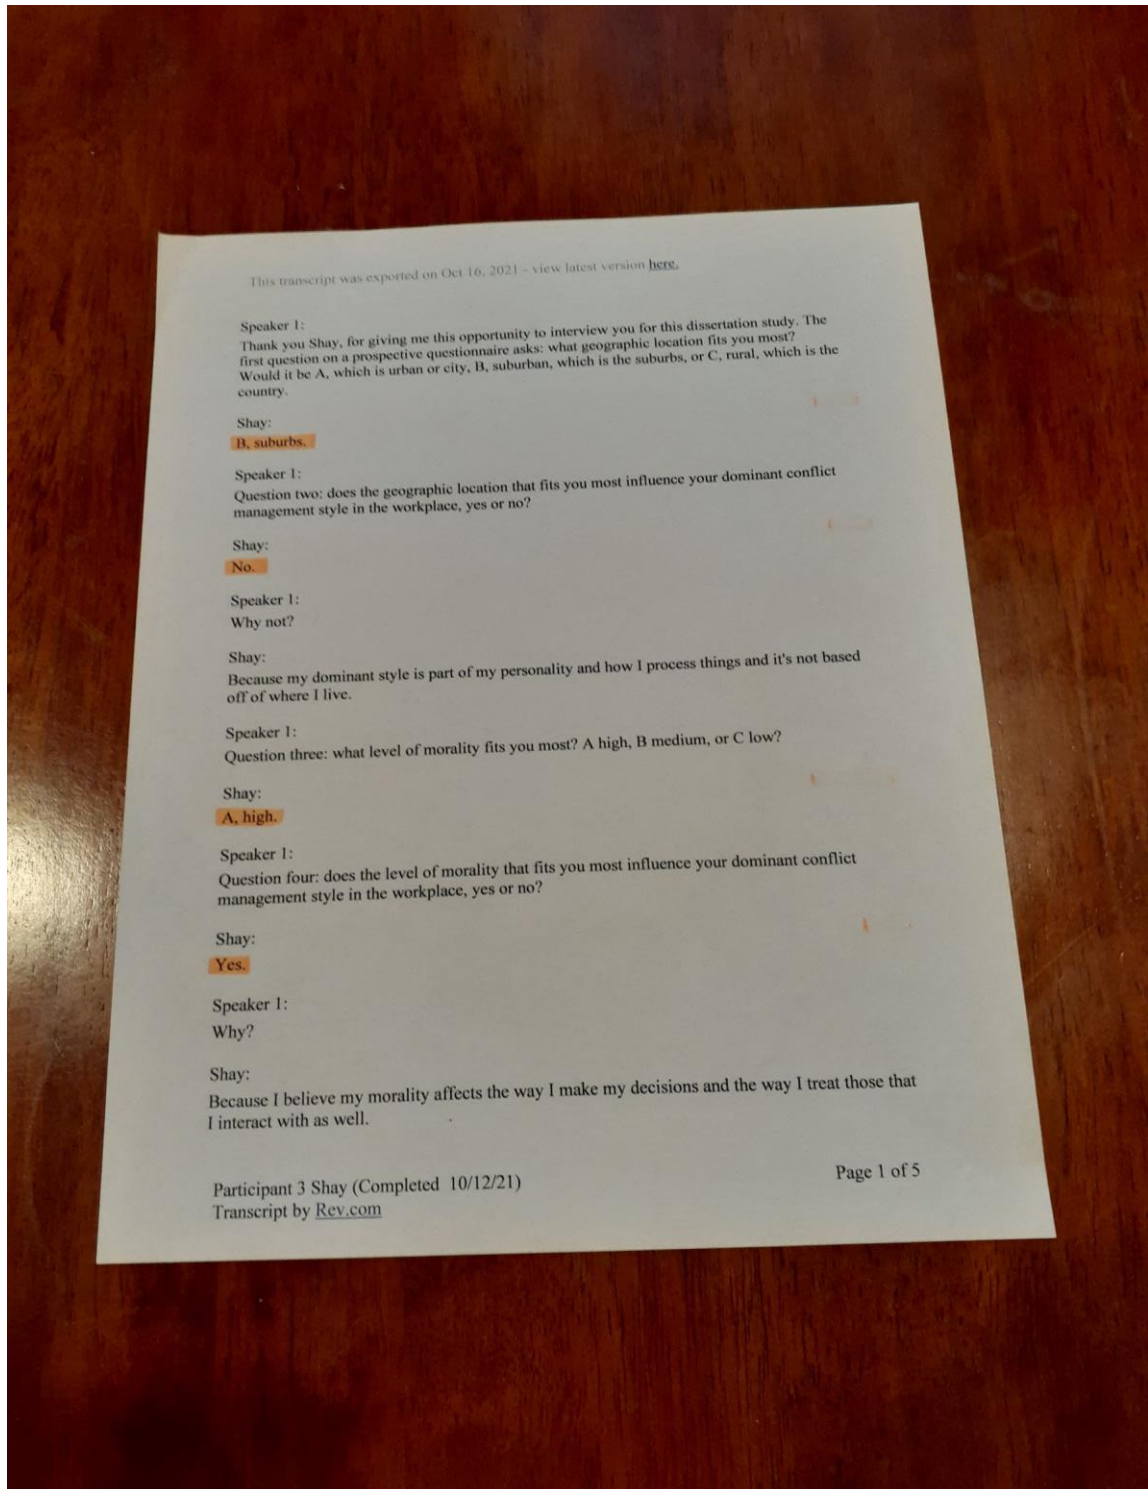 This transcript was exported on Oct 16, 2021 - view latest version here.
Speaker 1:
Thank you Shay, for giving me this opportunity to interview you for this dissertation study. The
first question on a prospective questionnaire asks: what geographic location fits you most?
Would it be A, which is urban or city, B, suburban, which is the suburbs, or C, rural, which is the
country.
Shay:
B, suburbs.
Speaker 1:
Question two: does the geographic location that fits you most influence your dominant conflict
management style in the workplace, yes or no?
Shay:
No.
Speaker 1:
Why not?
Shay:
Because my dominant style is part of my personality and how I process things and it's not based
off of where I live.
Speaker 1:
Question three: what level of morality fits you most? A high, B medium, or C low?
Shay:
A, high.
Speaker 1:
Question four: does the level of morality that fits you most influence your dominant conflict
management style in the workplace, yes or no?
Shay:
Yes.
Speaker 1:
Why?
Shay:
Because I believe my morality affects the way I make my decisions and the way I treat those that
I interact with as well.
Participant 3 Shay (Completed 10/12/21)
Page 1 of 5
Transcript by Rev.com